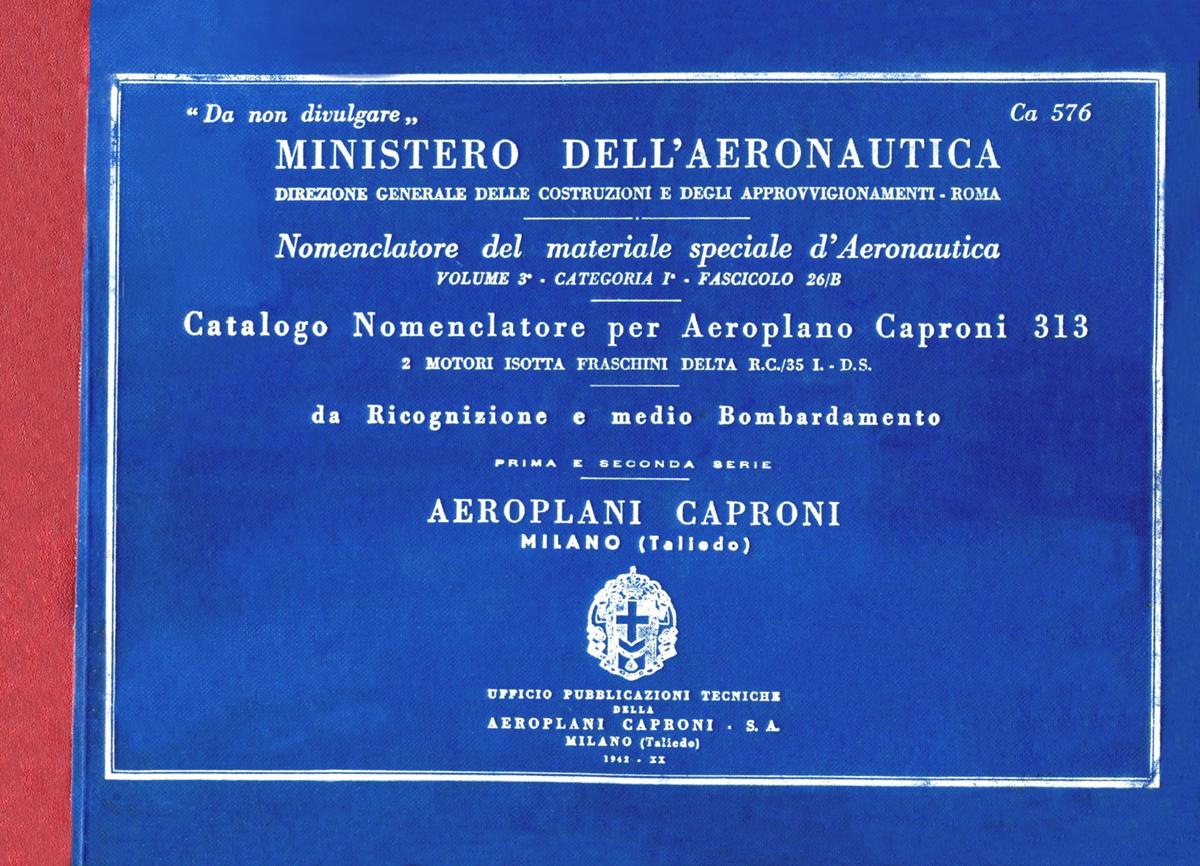 “ Da non divulgare „
Ca 576
MINISTERO DELL'AERONAUTICA
DIREZIONE GENERALE DELLE COSTRUZIONI E DEGLI APPROVVIGIONAMENTI - ROMA
Nomenclatore del materiale speciale d'Aeronautica
VOLUME 3º - CATEGORIA Iª - FASCICOLO 26/B
Catalogo Nomenclatore per Aeroplano Caproni 313
2 MOTORI ISOTTA FRASCHINI DELTA R.C./35 I. - D.S.
da Ricognizione e medio Bombardamento
PRIMA E SECONDA SERIE
AEROPLANI CAPRONI
MILANO (Taliedo)
UFFICIO PUBBLICAZIONI TECNICHE
DELLA
AEROPLANI CAPRONI - S. A.
MILANO (Taliedo)
1942 - XX